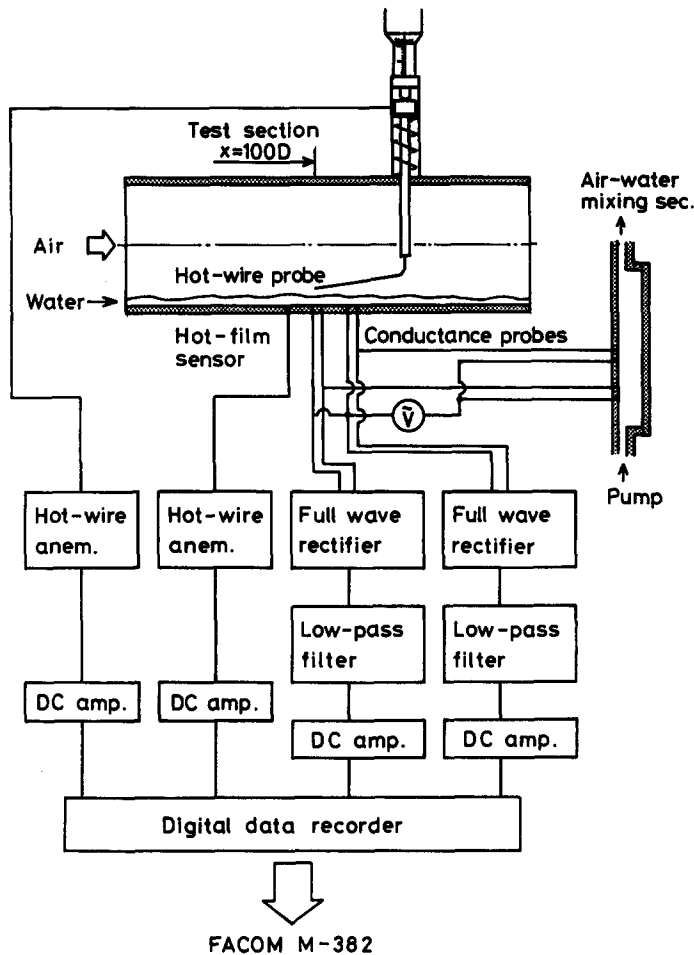 Test section
x=100D
Air-water
mixing sec.
Air
Hot-wire probe
Water
Hot-film
sensor
Conductance probes
Ṽ
Pump
Hot-wire
anem.
Hot-wire
anem.
Full wave
rectifier
Full wave
rectifier
Low-pass
filter
Low-pass
filter
DC amp.
DC amp.
DC amp.
DC amp.
Digital data recorder
FACOM M-382